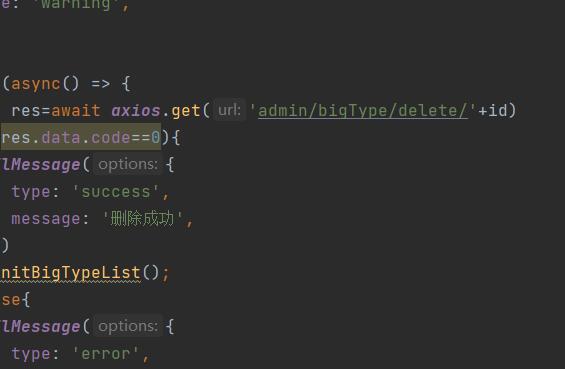 e: 'warning',
(async() => {
res=await axios.get( url: 'admin/bigType/delete/'+id)
res.data.code==0){
lMessage( options: {
type: 'success',
message: '删除成功',
)
nitBigTypeList();
se{
lMessage( options: {
type: 'error',